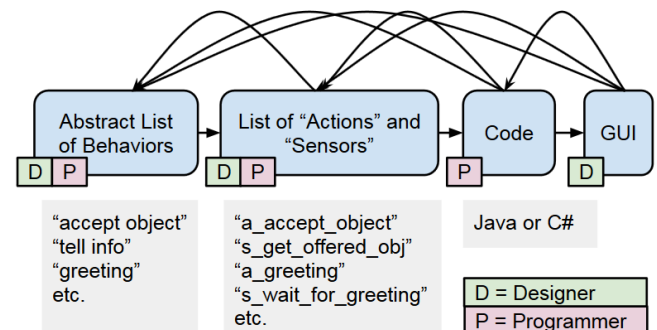 Abstract List
of Behaviors
D P
List of “Actions” and
“Sensors”
D P
Code
P
GUI
D
“accept object”
“tell info”
“greeting”
etc.
“a_accept_object”
“s_get_offered_obj”
“a_greeting”
“s_wait_for_greeting”
etc.
Java or C#
D = Designer
P = Programmer